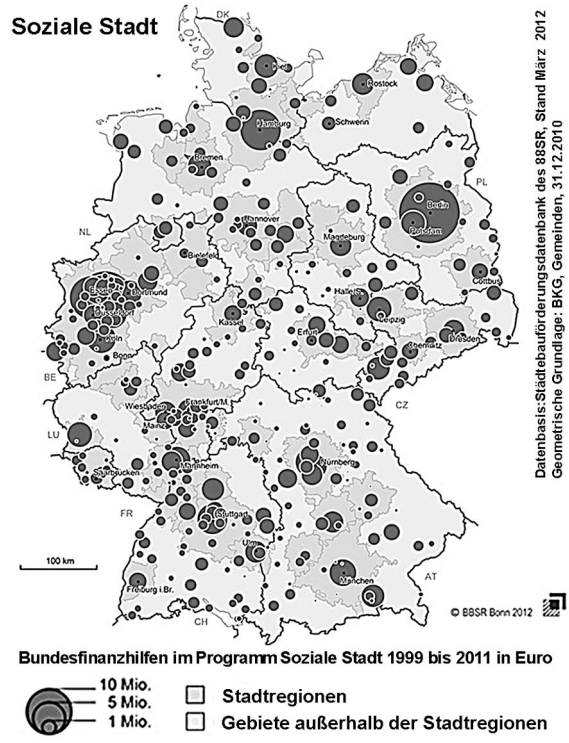 Soziale Stadt
DK
Kiel
Rostock
Hamburg
Schwerin
Bremen
PL
Berlin
Potsdam
NL
Hannover
Magdeburg
Bielefeld
Cottbus
Essen
Dortmund
Halle/S.
Leipzig
Düsseldorf
Kassel
Köln
Erfurt
Dresden
Chemnitz
Bonn
BE
Wiesbaden
Frankfurt/M.
CZ
Mainz
LU
Saarbrücken
Mannheim
Nürnberg
FR
Stuttgart
Ulm
100 km
München
AT
Freiburg i.Br.
CH
© BBSR Bonn 2012
Datenbasis:Städtebauförderungsdatenbank des 88SR, Stand März 2012
Geometrische Grundlage: BKG, Gemeinden, 31.12.2010
Bundesfinanzhilfen im Programm Soziale Stadt 1999 bis 2011 in Euro
10 Mio.
5 Mio.
1 Mio.
Stadtregionen
Gebiete außerhalb der Stadtregionen